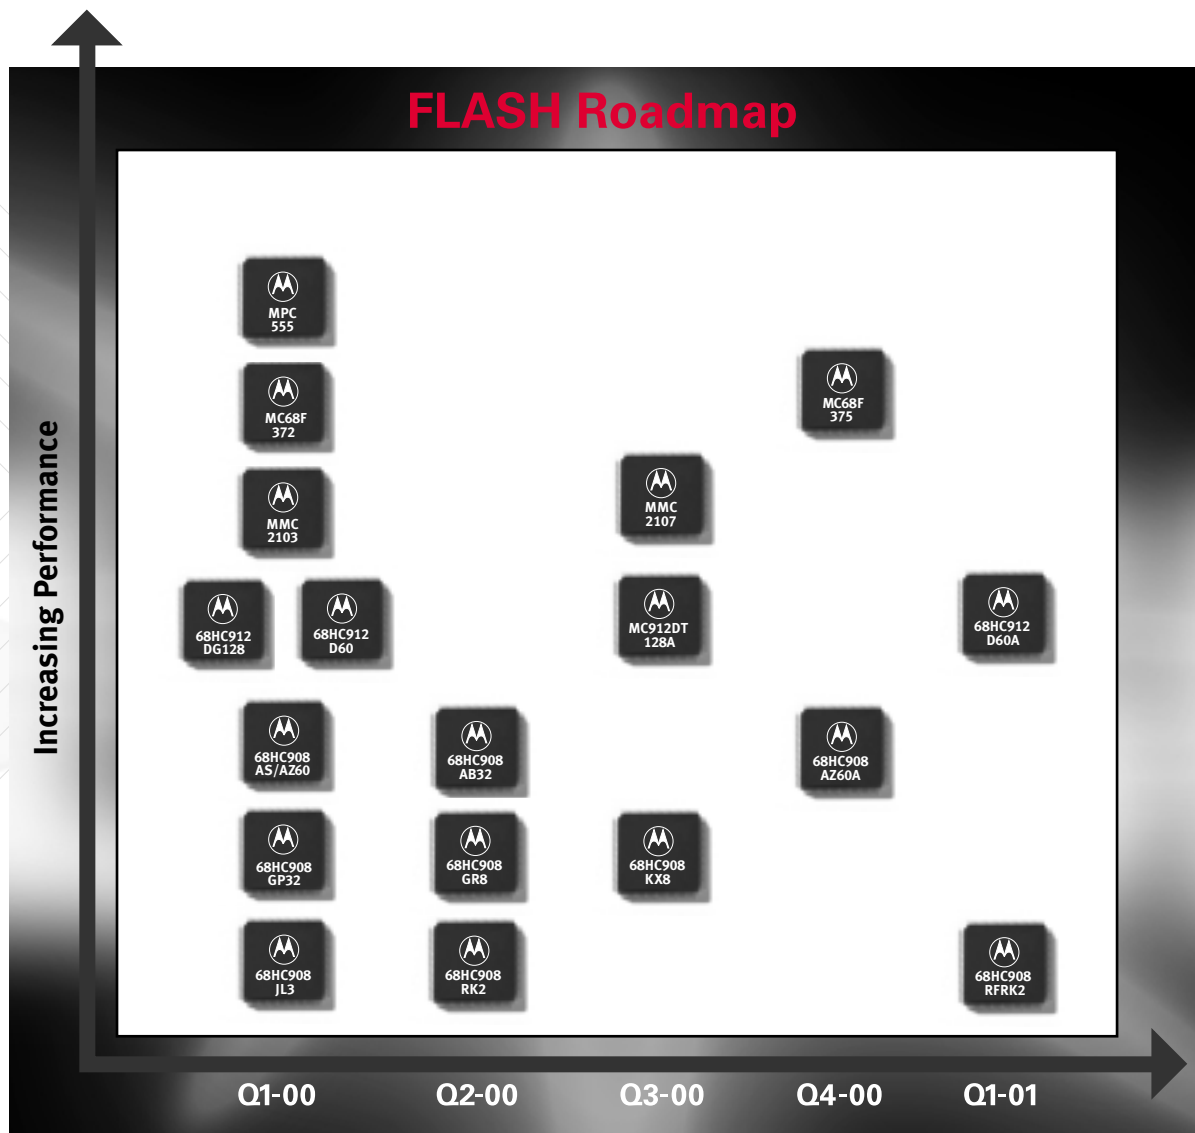 FLASH Roadmap
Increasing Performance
MPC
555
MC68F
372
MC68F
375
MMC
2103
MMC
2107
68HC912
DG128
68HC912
D60
MC912DT
128A
68HC912
D60A
68HC908
AS/AZ60
68HC908
AB32
68HC908
AZ60A
68HC908
GP32
68HC908
GR8
68HC908
KX8
68HC908
JL3
68HC908
RK2
68HC908
RFRK2
Q1-00
Q2-00
Q3-00
Q4-00
Q1-01